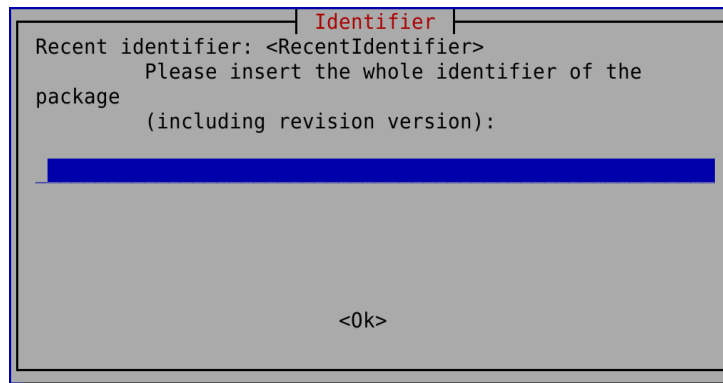 Identifier
Recent identifier: <RecentIdentifier>
Please insert the whole identifier of the
package
(including revision version):
<Ok>